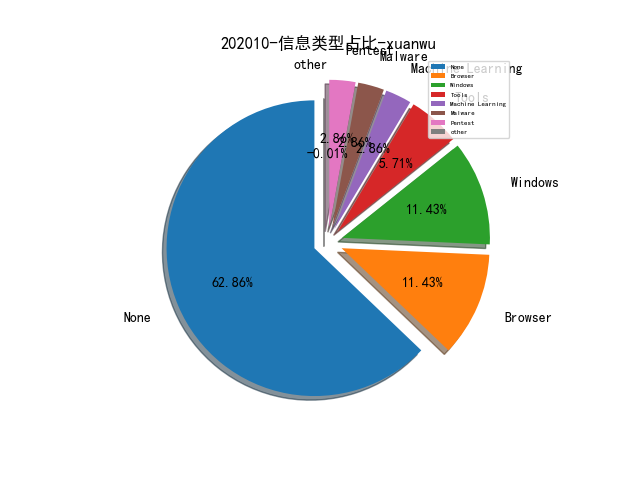 202010-信息类型占比-xuanwu
other
Pentest
Malware
Machine Learning
Tools
Windows
Browser
None
2.86%
-0.01%
2.86%
2.86%
5.71%
11.43%
11.43%
62.86%
None
Browser
Windows
Tools
Machine Learning
Malware
Pentest
other